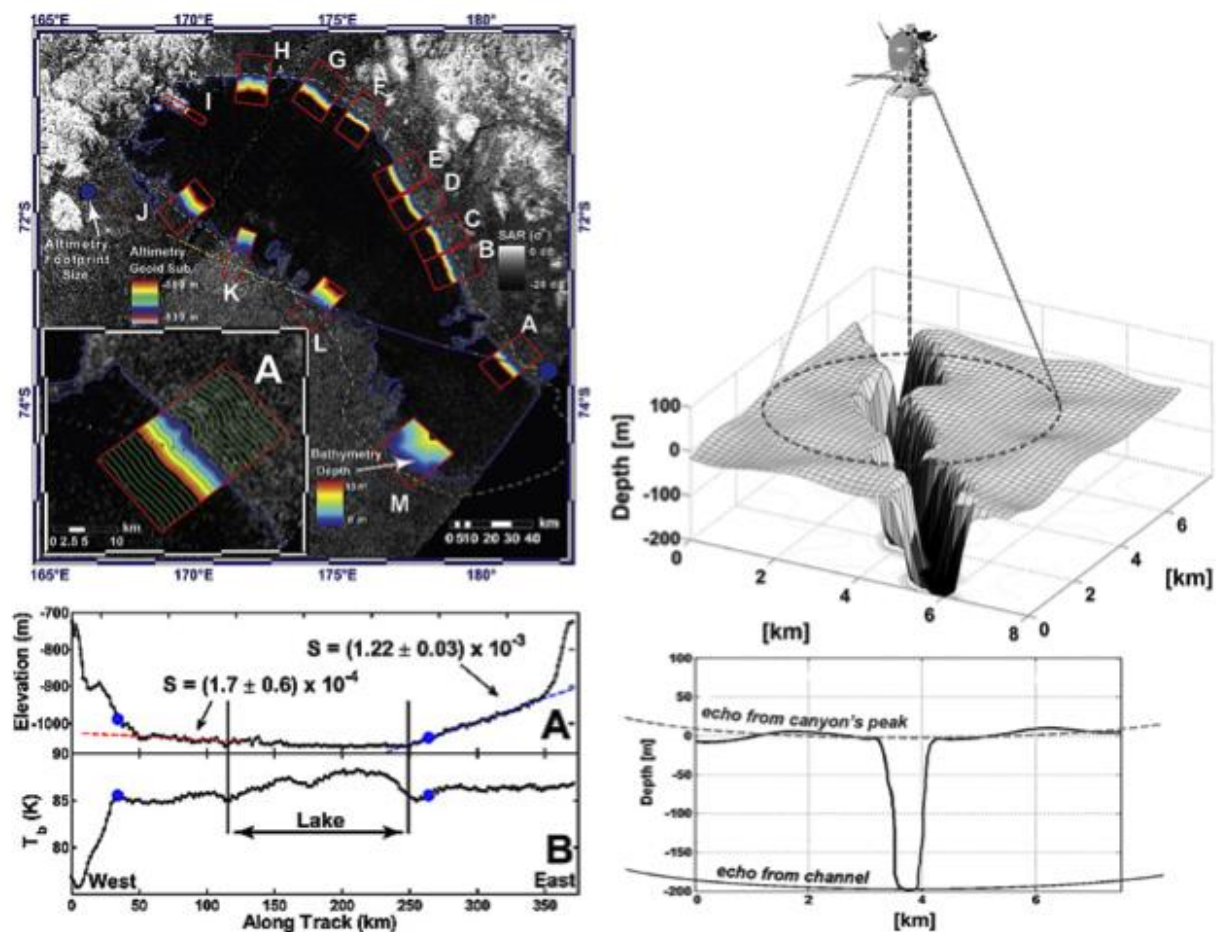 165°E 170°E 175°E 180°
H
G
F
I
E
D
C
B
J
72°S
72°S
Altimetry
Footprint
Size
Altimetry
Geoid Sub.
SAR (σ°)
0 dB
K
L
A
A
74°S
74°S
Bathymetry
Depth
M
km
0 2.5 5 10
km
0 5 10 20 30 40
165°E 170°E 175°E 180°
Depth [m]
100
0
-100
-200
0
2
4
6
8
0
2
4
6
[km]
[km]
-700
-800
-900
-1000
Elevation (m)
S = (1.7 ± 0.6) x 10-4
S = (1.22 ± 0.03) x 10-3
A
90
85
80
Tb (K)
Lake
B
West
East
0 50 100 150 200 250 300 350
Along Track (km)
100
50
0
-50
-100
-150
-200
Depth [m]
echo from canyon's peak
echo from channel
0 2 4 6
[km]